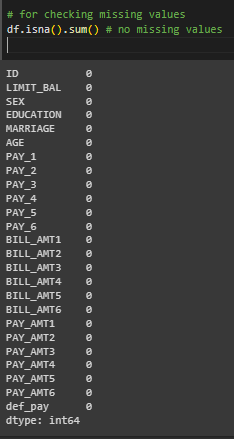 # for checking missing values
df.isna().sum() # no missing values
ID 0
LIMIT_BAL 0
SEX 0
EDUCATION 0
MARRIAGE 0
AGE 0
PAY_1 0
PAY_2 0
PAY_3 0
PAY_4 0
PAY_5 0
PAY_6 0
BILL_AMT1 0
BILL_AMT2 0
BILL_AMT3 0
BILL_AMT4 0
BILL_AMT5 0
BILL_AMT6 0
PAY_AMT1 0
PAY_AMT2 0
PAY_AMT3 0
PAY_AMT4 0
PAY_AMT5 0
PAY_AMT6 0
def_pay 0
dtype: int64